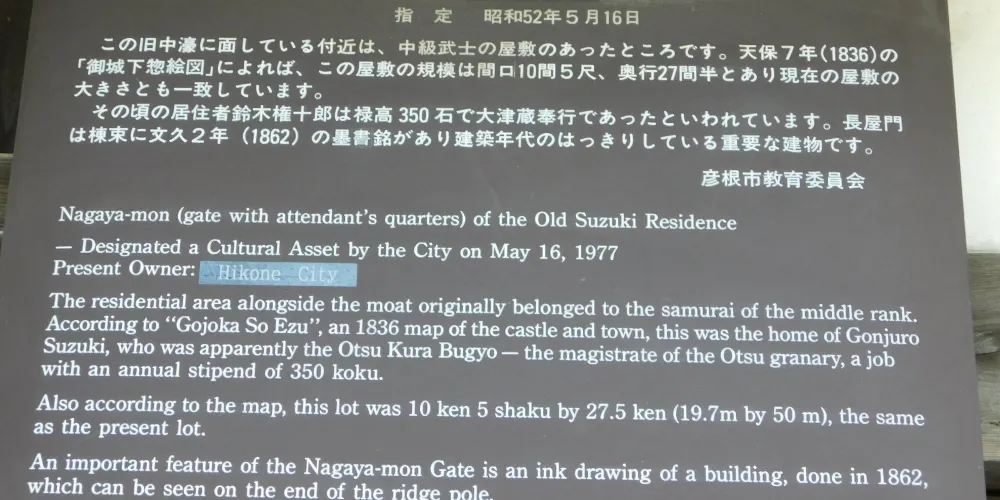 指 定 昭和52年5月16日
この旧中濠に面している付近は、中級武士の屋敷のあったところです。天保7年(1836)の
「御城下惣絵図」によれば、この屋敷の規模は間口10間5尺、奥行27間半とあり現在の屋敷の
大きさとも一致しています。
その頃の居住者鈴木権十郎は禄高350石で大津蔵奉行であったといわれています。長屋門
は棟束に文久2年(1862)の墨書銘があり建築年代のはっきりしている重要な建物です。
彦根市教育委員会
Nagaya-mon (gate with attendant's quarters) of the Old Suzuki Residence
— Designated a Cultural Asset by the City on May 16, 1977
Present Owner: Hikone City
The residential area alongside the moat originally belonged to the samurai of the middle rank.
According to "Gojoka So Ezu", an 1836 map of the castle and town, this was the home of Gonjuro
Suzuki, who was apparently the Otsu Kura Bugyo — the magistrate of the Otsu granary, a job
with an annual stipend of 350 koku.
Also according to the map, this lot was 10 ken 5 shaku by 27.5 ken (19.7m by 50 m), the same
as the present lot.
An important feature of the Nagaya-mon Gate is an ink drawing of a building, done in 1862,
which can be seen on the end of the ridge pole.